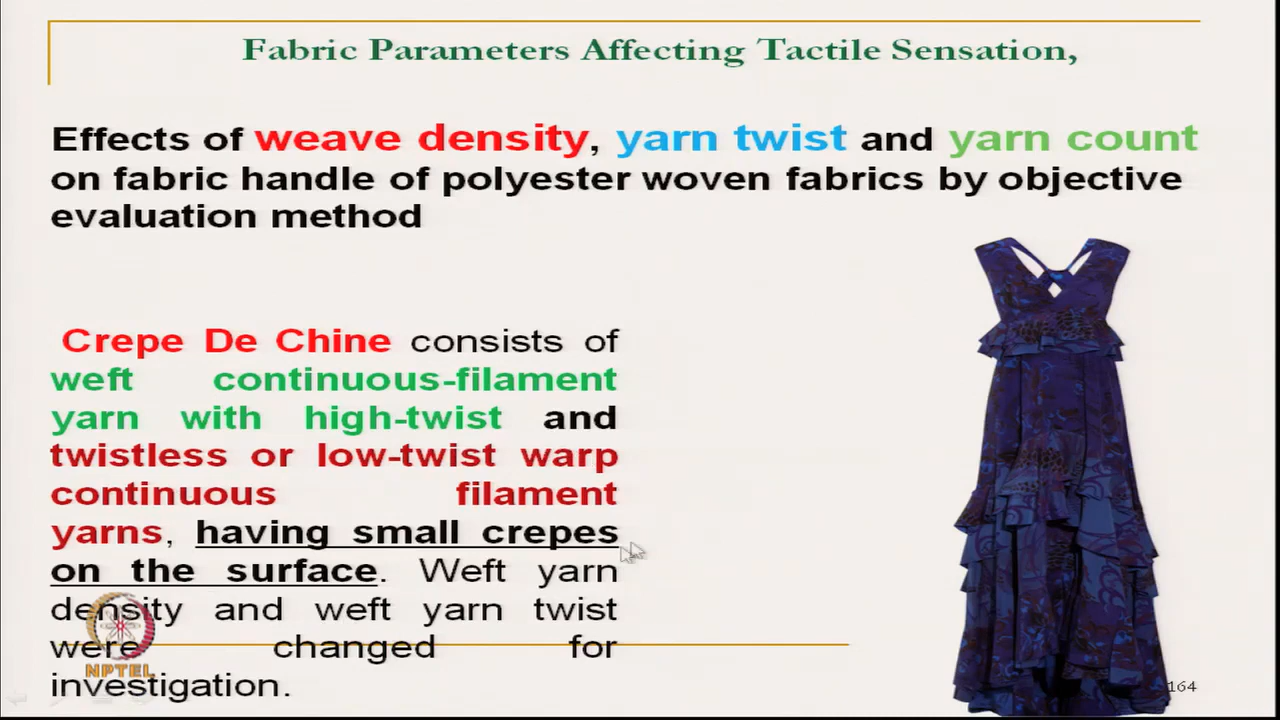 Fabric Parameters Affecting Tactile Sensation,
Effects of weave density, yarn twist and yarn count
on fabric handle of polyester woven fabrics by objective
evaluation method
Crepe De Chine consists of
weft continuous-filament
yarn with high-twist and
twistless or low-twist warp
continuous filament
yarns, having small crepes
on the surface. Weft yarn
density and weft yarn twist
were changed for
investigation.
NPTEL
164